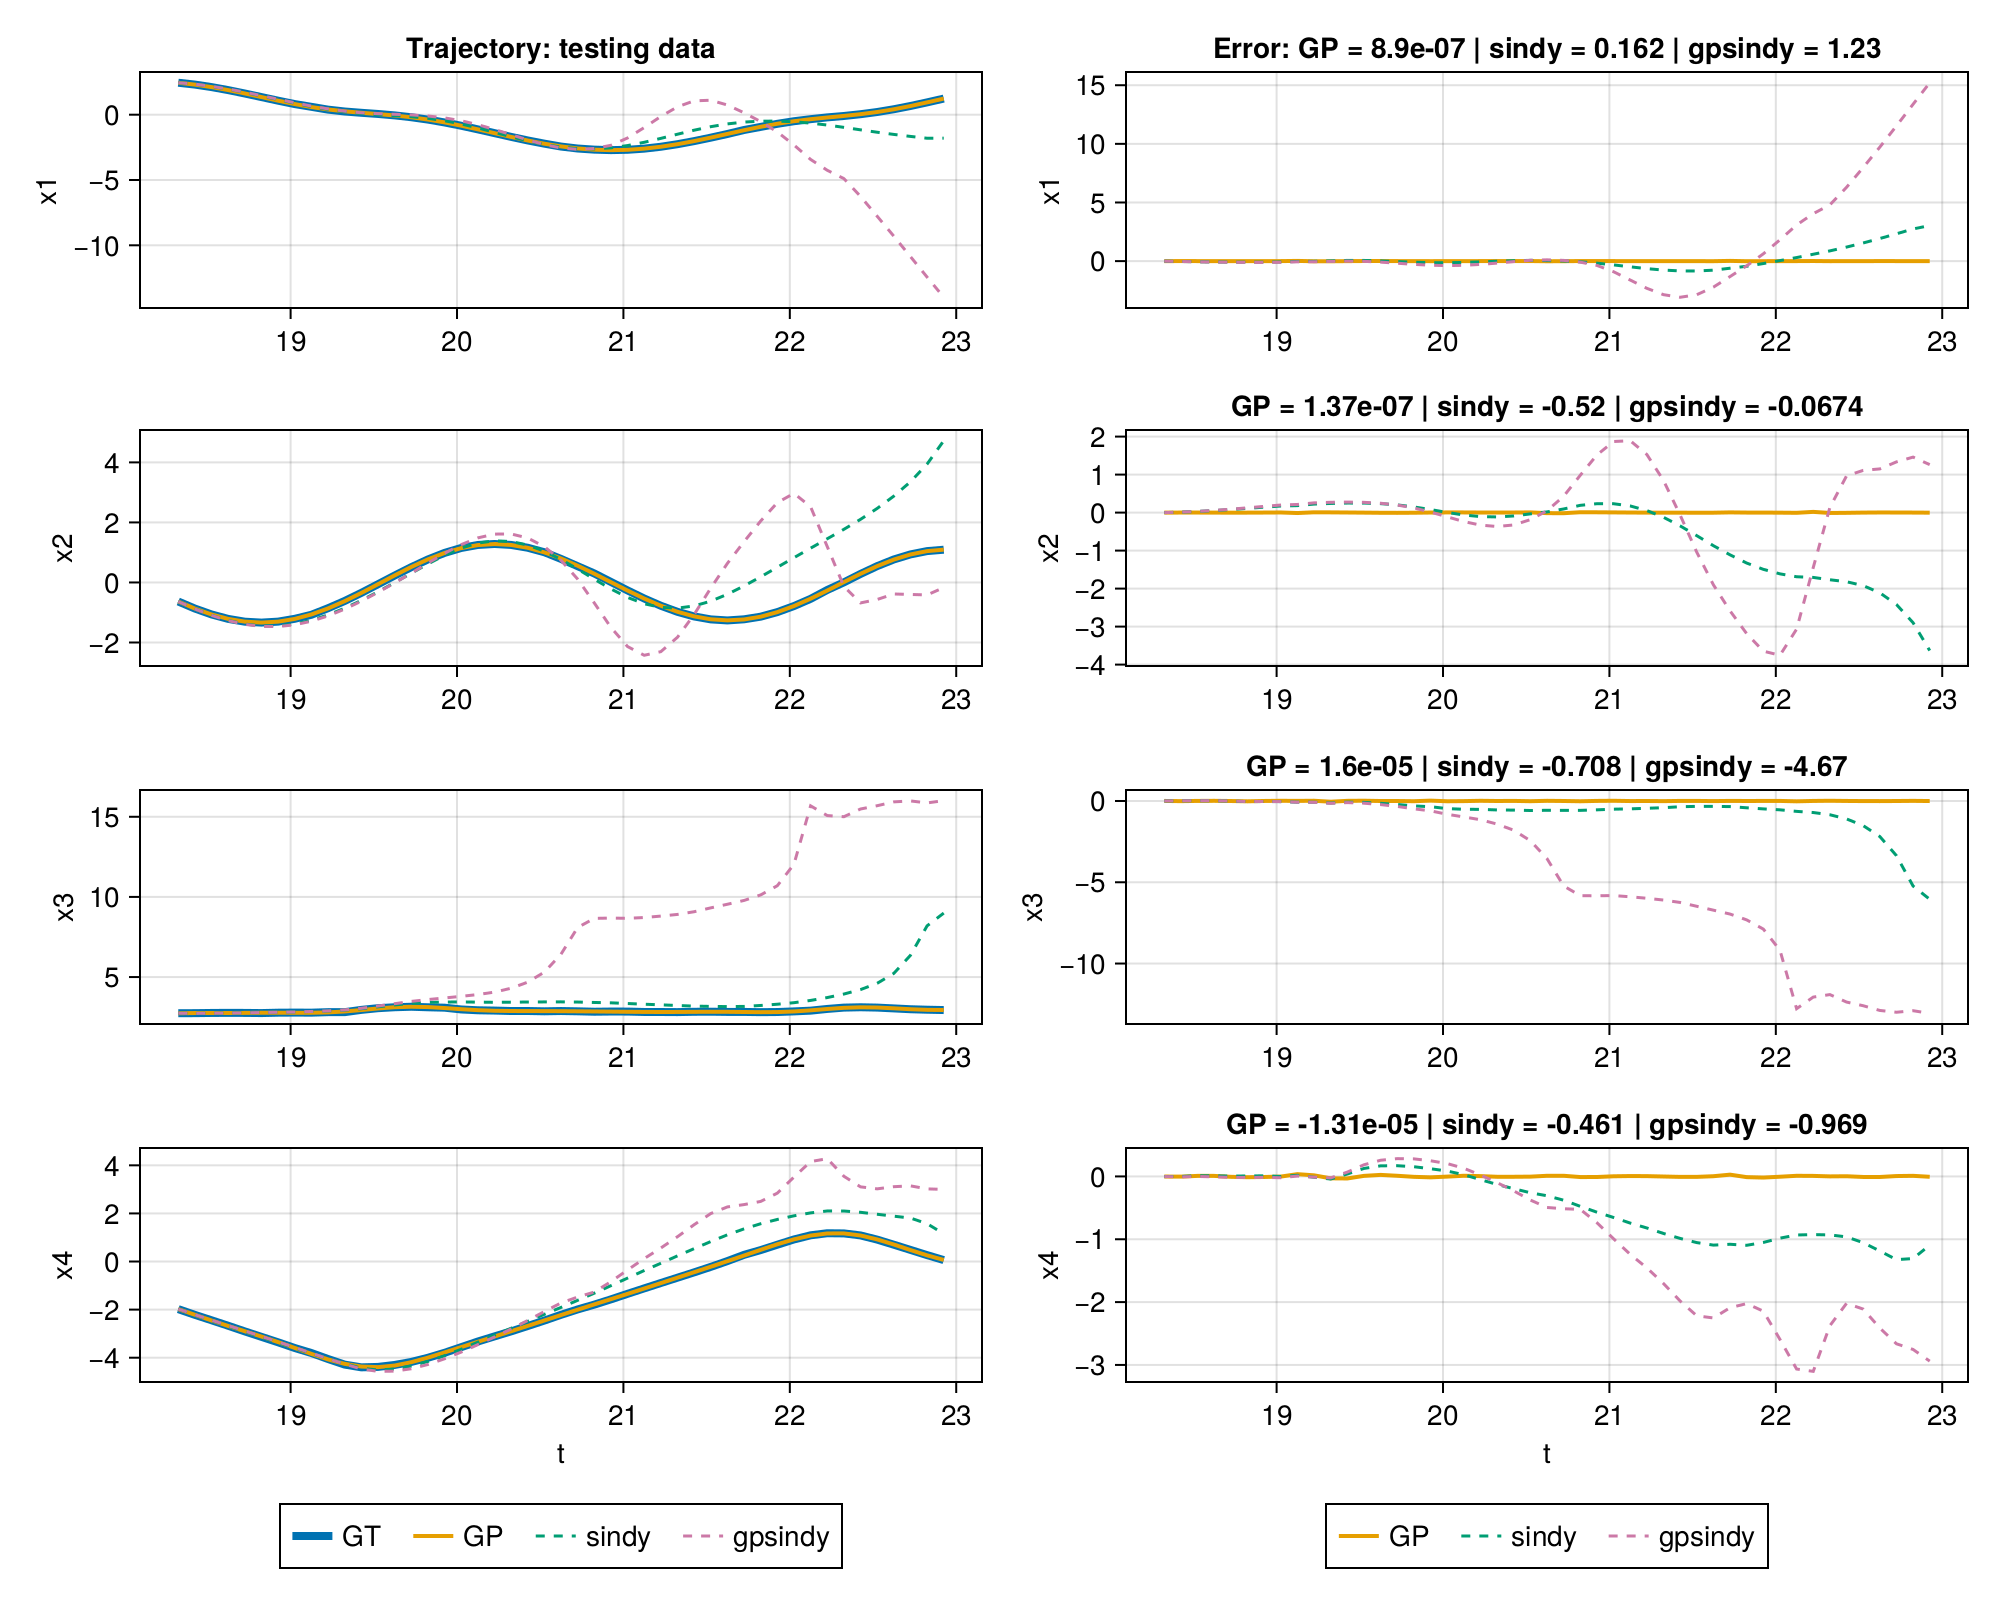 Trajectory: testing data
x1
0
−5
−10
19 20 21 22 23
Error: GP = 8.9e-07 | sindy = 0.162 | gpsindy = 1.23
x1
15
10
5
0
19 20 21 22 23
x2
4
2
0
−2
19 20 21 22 23
GP = 1.37e-07 | sindy = -0.52 | gpsindy = -0.0674
x2
2
1
0
−1
−2
−3
−4
19 20 21 22 23
x3
15
10
5
19 20 21 22 23
GP = 1.6e-05 | sindy = -0.708 | gpsindy = -4.67
x3
0
−5
−10
19 20 21 22 23
x4
4
2
0
−2
−4
19 20 21 22 23
t
GP = -1.31e-05 | sindy = -0.461 | gpsindy = -0.969
x4
0
−1
−2
−3
19 20 21 22 23
t
GT GP sindy gpsindy
GP sindy gpsindy